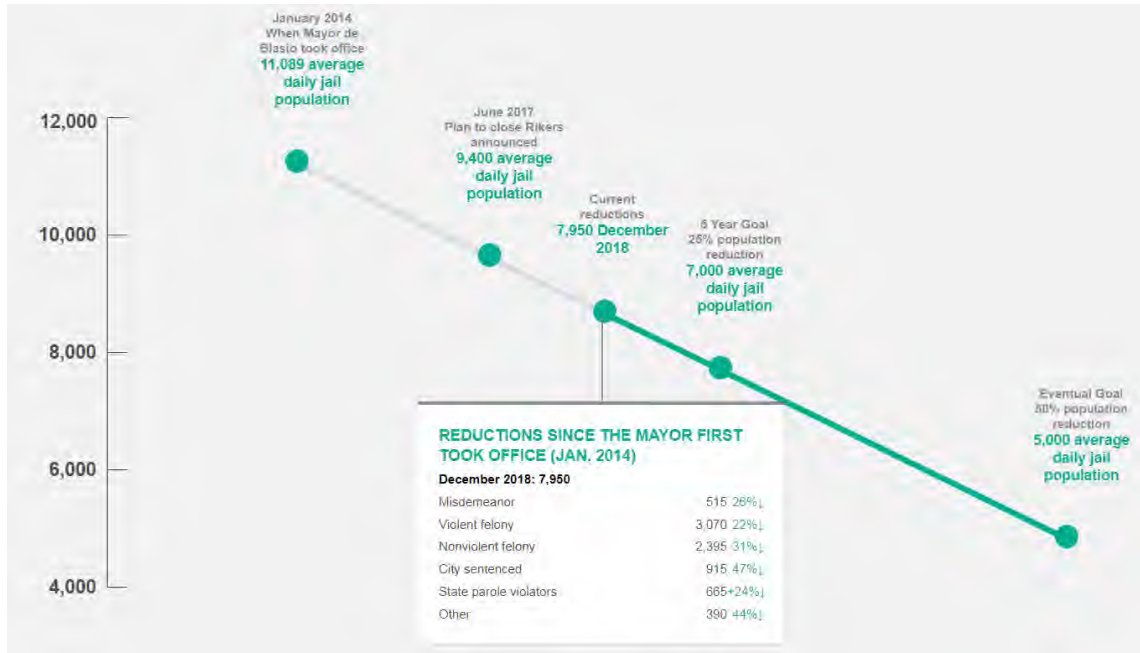 January 2014
When Mayor de
Blasio took office
11,089 average
daily jail
population
June 2017
Plan to close Rikers
announced
9,400 average
daily jail
population
Current
reductions
7,950 December
2018
5 Year Goal
25% population
reduction
7,000 average
daily jail
population
Eventual Goal
50% population
reduction
5,000 average
daily jail
population
12,000
10,000
8,000
6,000
4,000
REDUCTIONS SINCE THE MAYOR FIRST
TOOK OFFICE (JAN. 2014)
December 2018: 7,950
Misdemeanor 515 26%↓
Violent felony 3,070 22%↓
Nonviolent felony 2,395 31%↓
City sentenced 915 47%↓
State parole violators 665+24%↓
Other 390 44%↓